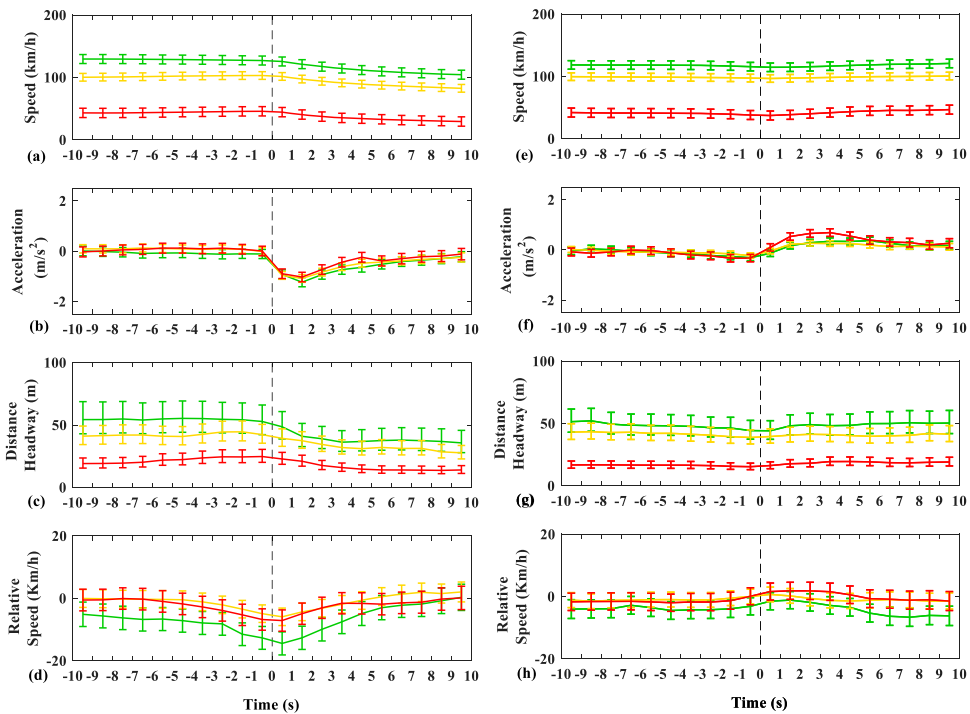 Speed (km/h)
200
100
0
(a)
-10 -9 -8 -7 -6 -5 -4 -3 -2 -1 0 1 2 3 4 5 6 7 8 9 10
Acceleration
(m/s²)
2
0
-2
(b)
-10 -9 -8 -7 -6 -5 -4 -3 -2 -1 0 1 2 3 4 5 6 7 8 9 10
Distance
Headway (m)
100
50
0
(c)
-10 -9 -8 -7 -6 -5 -4 -3 -2 -1 0 1 2 3 4 5 6 7 8 9 10
Relative
Speed (Km/h)
20
0
-20
(d)
-10 -9 -8 -7 -6 -5 -4 -3 -2 -1 0 1 2 3 4 5 6 7 8 9 10
Time (s)
Speed (km/h)
200
100
0
(e)
-10 -9 -8 -7 -6 -5 -4 -3 -2 -1 0 1 2 3 4 5 6 7 8 9 10
Acceleration
(m/s²)
2
0
-2
(f)
-10 -9 -8 -7 -6 -5 -4 -3 -2 -1 0 1 2 3 4 5 6 7 8 9 10
Distance
Headway (m)
100
50
0
(g)
-10 -9 -8 -7 -6 -5 -4 -3 -2 -1 0 1 2 3 4 5 6 7 8 9 10
Relative
Speed (Km/h)
20
0
-20
(h)
-10 -9 -8 -7 -6 -5 -4 -3 -2 -1 0 1 2 3 4 5 6 7 8 9 10
Time (s)